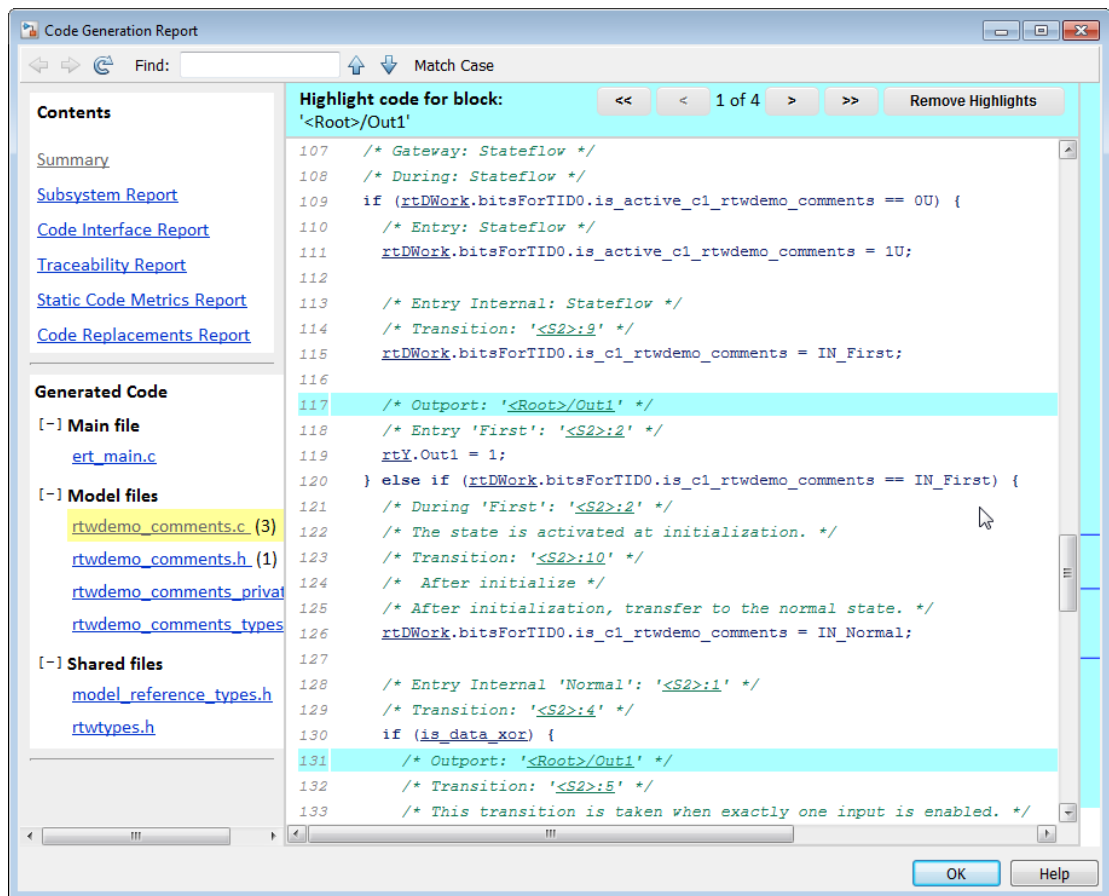 Code Generation Report
Find:
Match Case
Contents
Summary
Subsystem Report
Code Interface Report
Traceability Report
Static Code Metrics Report
Code Replacements Report
Generated Code
[-] Main file
ert_main.c
[-] Model files
rtwdemo_comments.c (3)
rtwdemo_comments.h (1)
rtwdemo_comments_privat
rtwdemo_comments_types
[-] Shared files
model_reference_types.h
rtwtypes.h
Highlight code for block:
'<Root>/Out1'
<< < 1 of 4 > >> Remove Highlights
107 /* Gateway: Stateflow */
108 /* During: Stateflow */
109 if (rtDWork.bitsForTID0.is_active_c1_rtwdemo_comments == 0U) {
110 /* Entry: Stateflow */
111 rtDWork.bitsForTID0.is_active_c1_rtwdemo_comments = 1U;
112
113 /* Entry Internal: Stateflow */
114 /* Transition: '<S2>:9' */
115 rtDWork.bitsForTID0.is_c1_rtwdemo_comments = IN_First;
116
117 /* Outport: '<Root>/Out1' */
118 /* Entry 'First': '<S2>:2' */
119 rtY.Out1 = 1;
120 } else if (rtDWork.bitsForTID0.is_c1_rtwdemo_comments == IN_First) {
121 /* During 'First': '<S2>:2' */
122 /* The state is activated at initialization. */
123 /* Transition: '<S2>:10' */
124 /*  After initialize */
125 /* After initialization, transfer to the normal state. */
126 rtDWork.bitsForTID0.is_c1_rtwdemo_comments = IN_Normal;
127
128 /* Entry Internal 'Normal': '<S2>:1' */
129 /* Transition: '<S2>:4' */
130 if (is_data_xor) {
131 /* Outport: '<Root>/Out1' */
132 /* Transition: '<S2>:5' */
133 /* This transition is taken when exactly one input is enabled. */
OK
Help